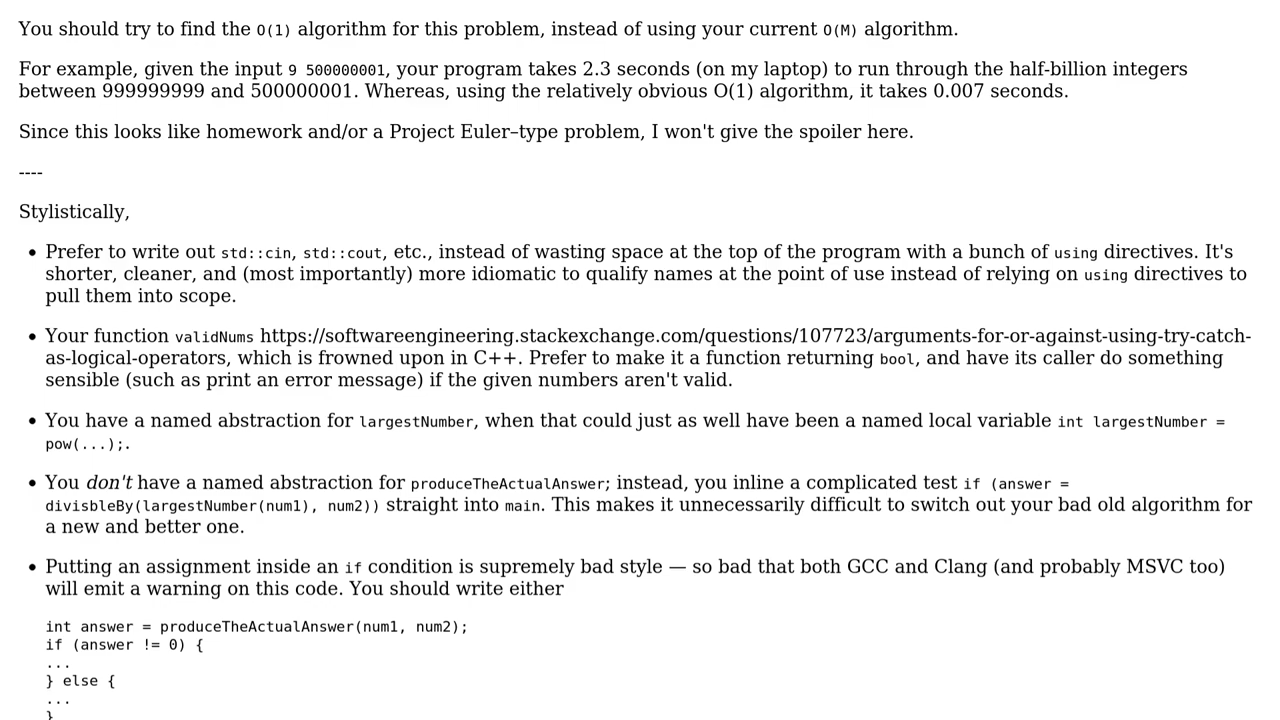 You should try to find the O(1) algorithm for this problem, instead of using your current O(M) algorithm.
For example, given the input 9 500000001, your program takes 2.3 seconds (on my laptop) to run through the half-billion integers
between 999999999 and 500000001. Whereas, using the relatively obvious O(1) algorithm, it takes 0.007 seconds.
Since this looks like homework and/or a Project Euler–type problem, I won't give the spoiler here.
----
Stylistically,
• Prefer to write out std::cin, std::cout, etc., instead of wasting space at the top of the program with a bunch of using directives. It's
shorter, cleaner, and (most importantly) more idiomatic to qualify names at the point of use instead of relying on using directives to
pull them into scope.
• Your function validNums https://softwareengineering.stackexchange.com/questions/107723/arguments-for-or-against-using-try-catch-
as-logical-operators, which is frowned upon in C++. Prefer to make it a function returning bool, and have its caller do something
sensible (such as print an error message) if the given numbers aren't valid.
• You have a named abstraction for largestNumber, when that could just as well have been a named local variable int largestNumber =
pow(...);.
• You don't have a named abstraction for produceTheActualAnswer; instead, you inline a complicated test if (answer =
divisbleBy(largestNumber(num1), num2)) straight into main. This makes it unnecessarily difficult to switch out your bad old algorithm for
a new and better one.
• Putting an assignment inside an if condition is supremely bad style — so bad that both GCC and Clang (and probably MSVC too)
will emit a warning on this code. You should write either
int answer = produceTheActualAnswer(num1, num2);
if (answer != 0) {
...
} else {
...
}